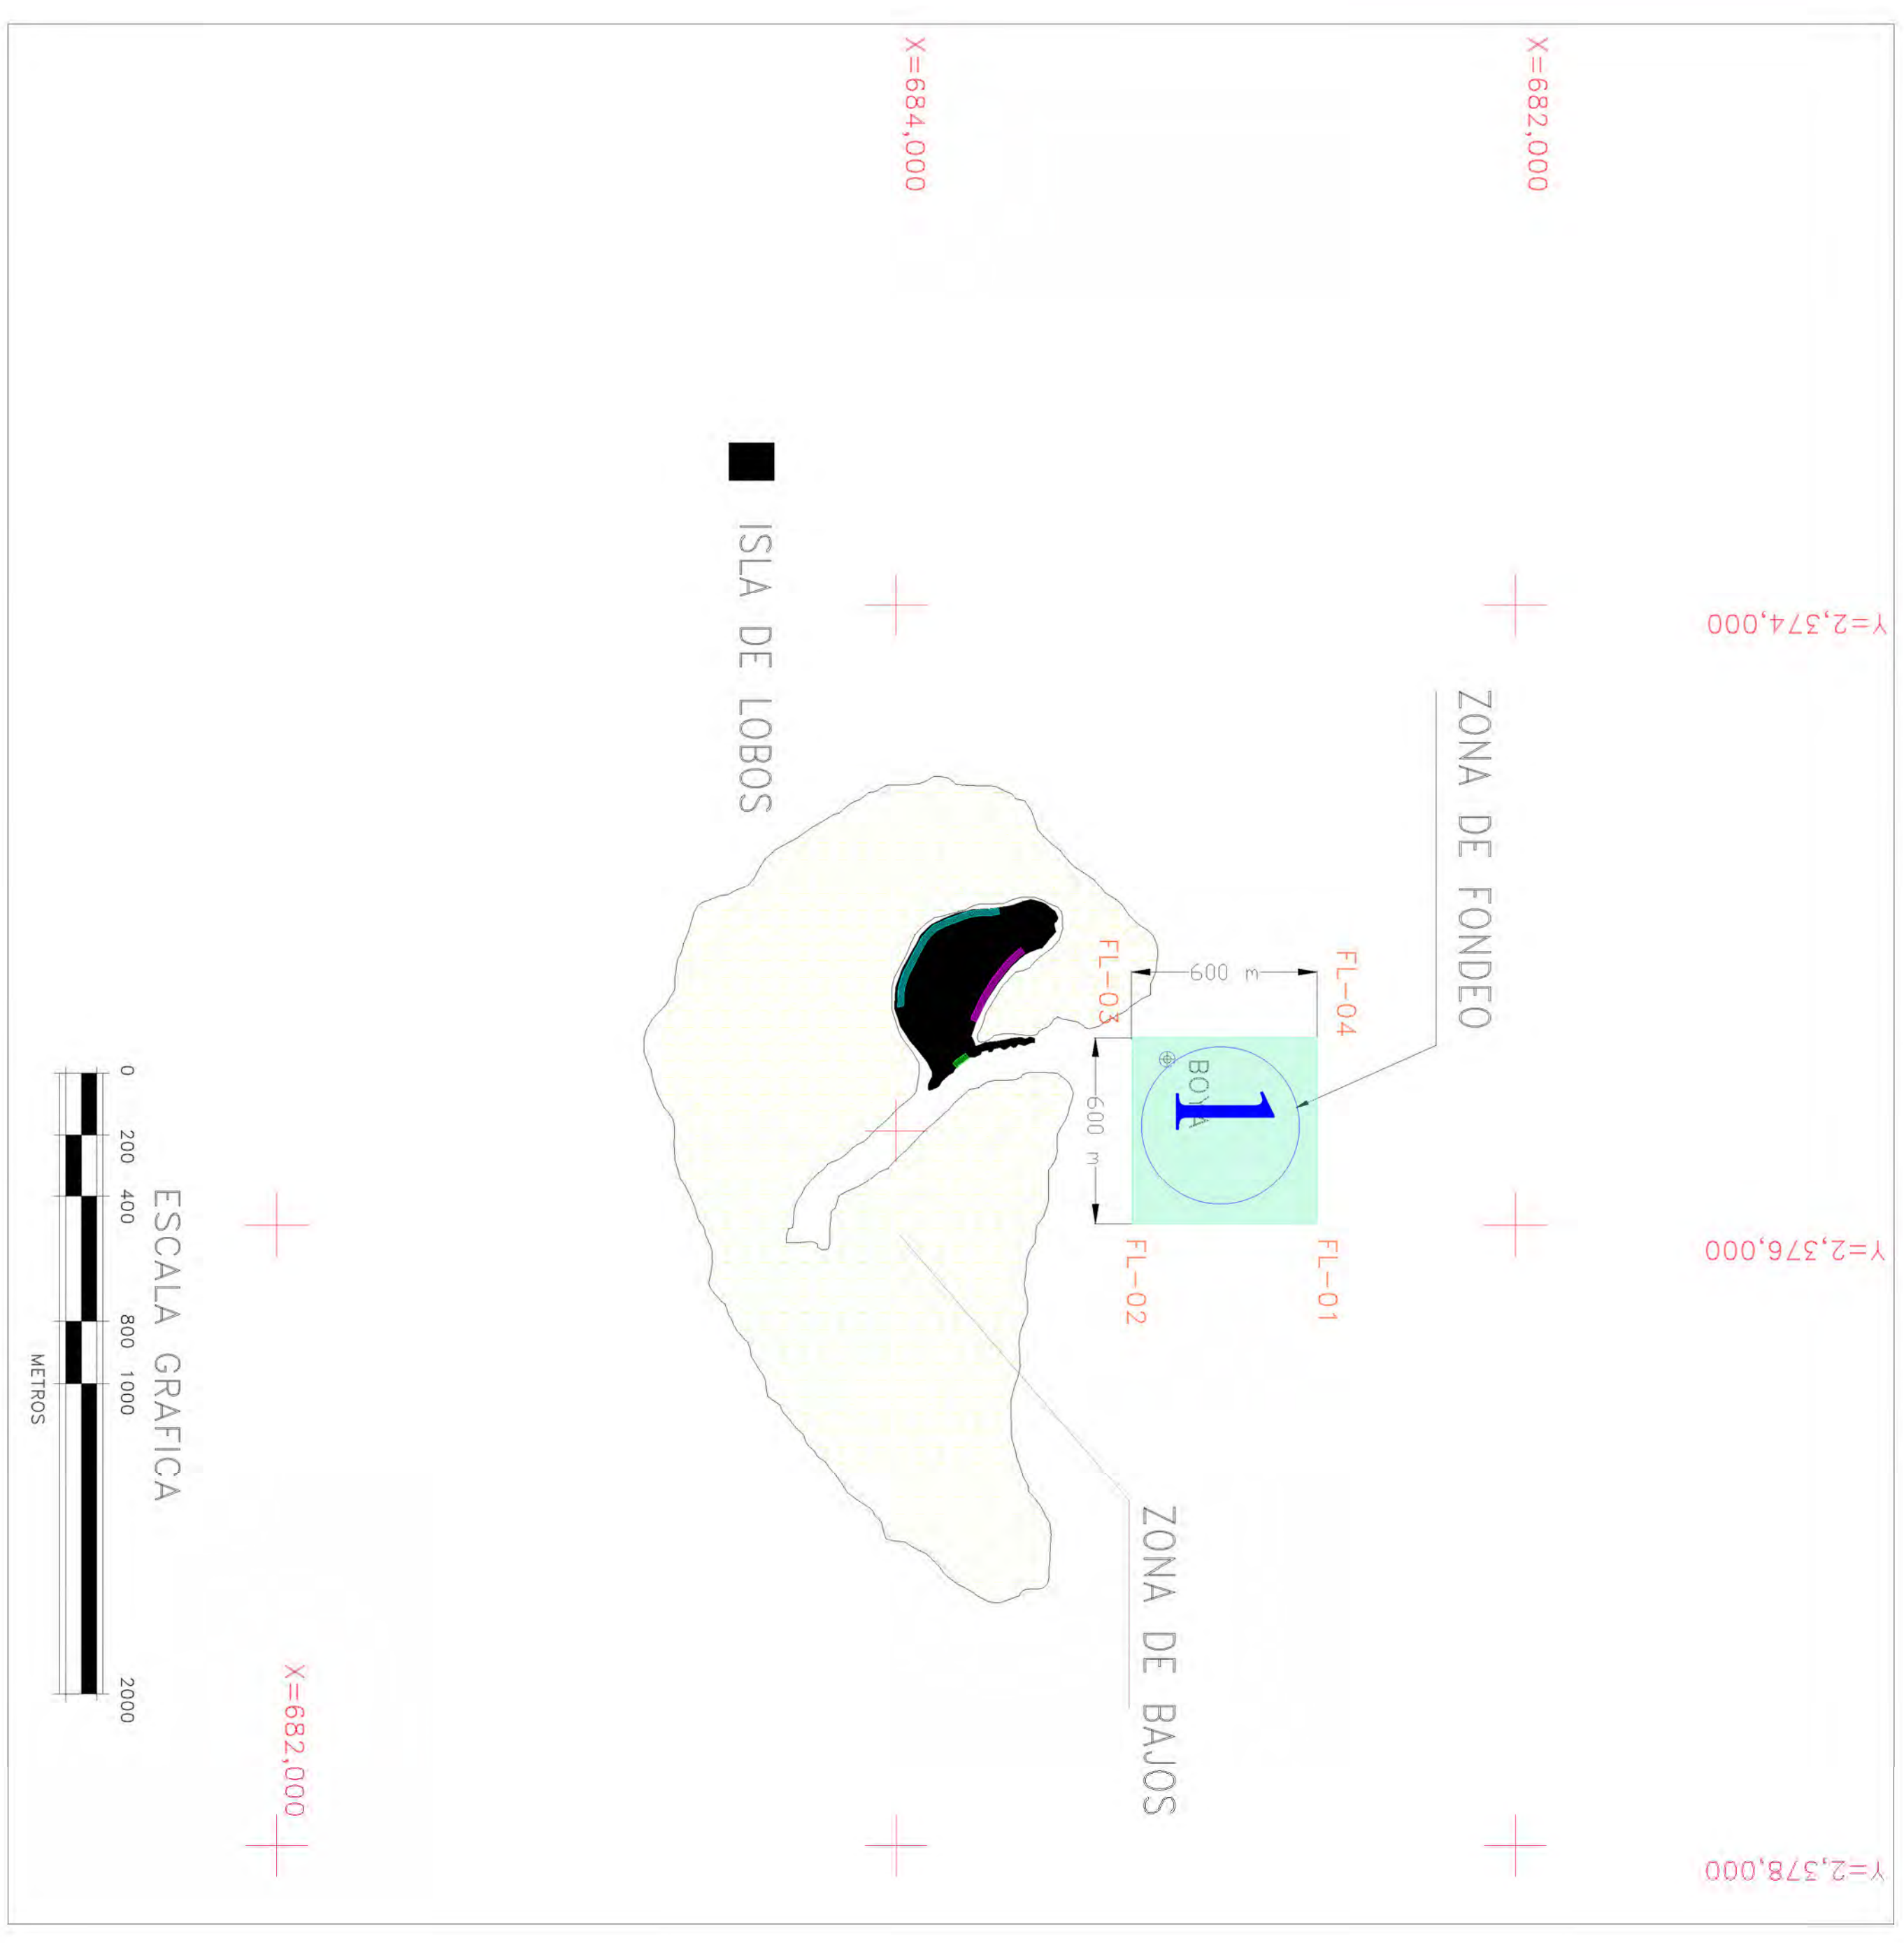 X=682,000
X=684,000
Y=2,374,000
Y=2,376,000
Y=2,378,000
ZONA DE FONDEO
FL-04
FL-01
600 m
FL-03
FL-02
600 m
BOYA
1
ZONA DE BAJOS
ISLA DE LOBOS
X=682,000
ESCALA GRAFICA
0 200 400 800 1000 2000
METROS